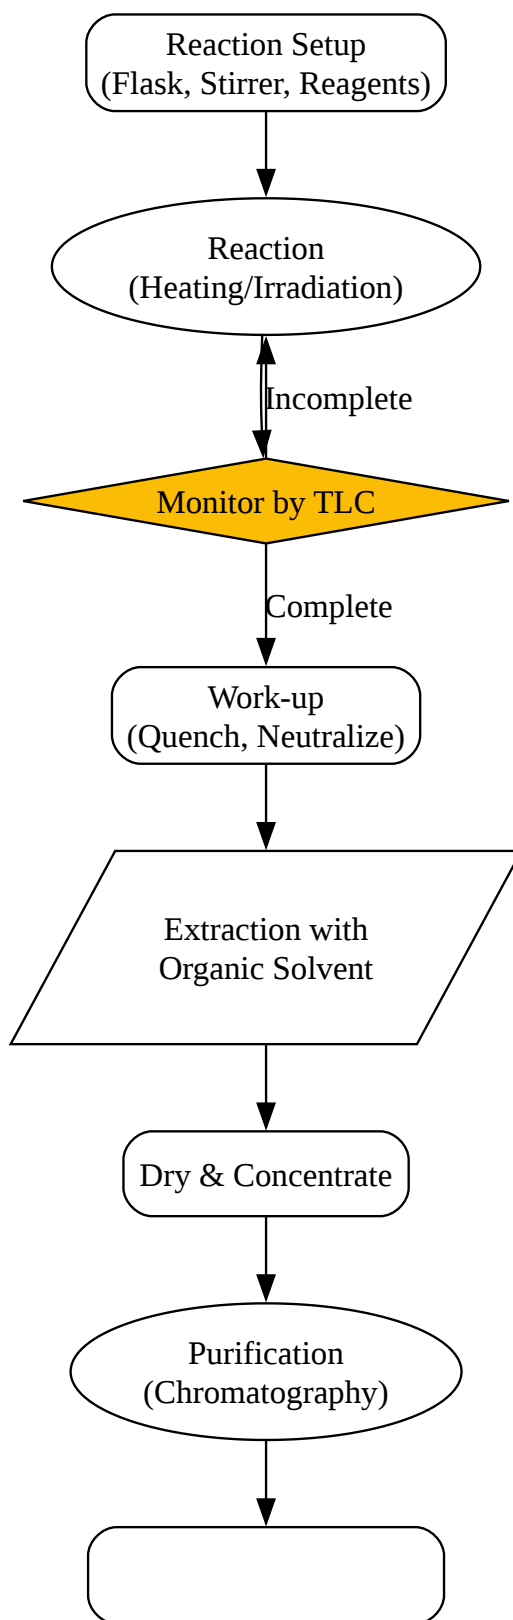 Reaction Setup
(Flask, Stirrer, Reagents)
Reaction
(Heating/Irradiation)
Incomplete
Monitor by TLC
Complete
Work-up
(Quench, Neutralize)
Extraction with
Organic Solvent
Dry & Concentrate
Purification
(Chromatography)